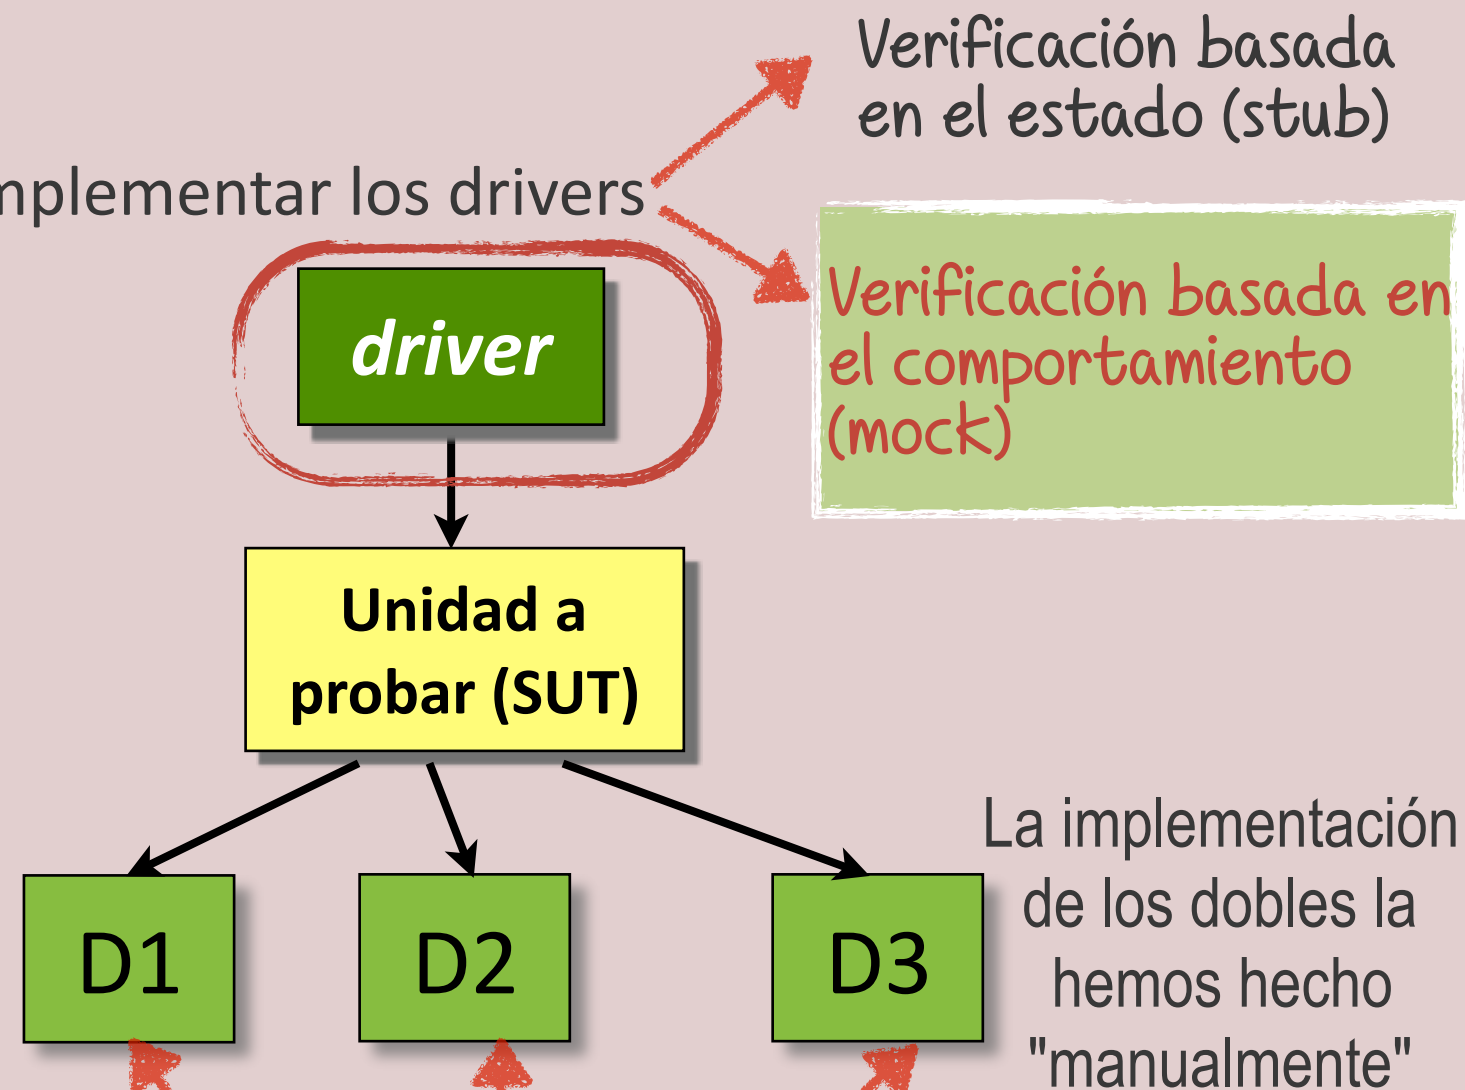 Verificación basada
en el estado (stub)
mplementar los drivers
Verificación basada en
el comportamiento
(mock)
driver
Unidad a
probar (SUT)
La implementación
de los dobles la
hemos hecho
"manualmente"
D1
D2
D3